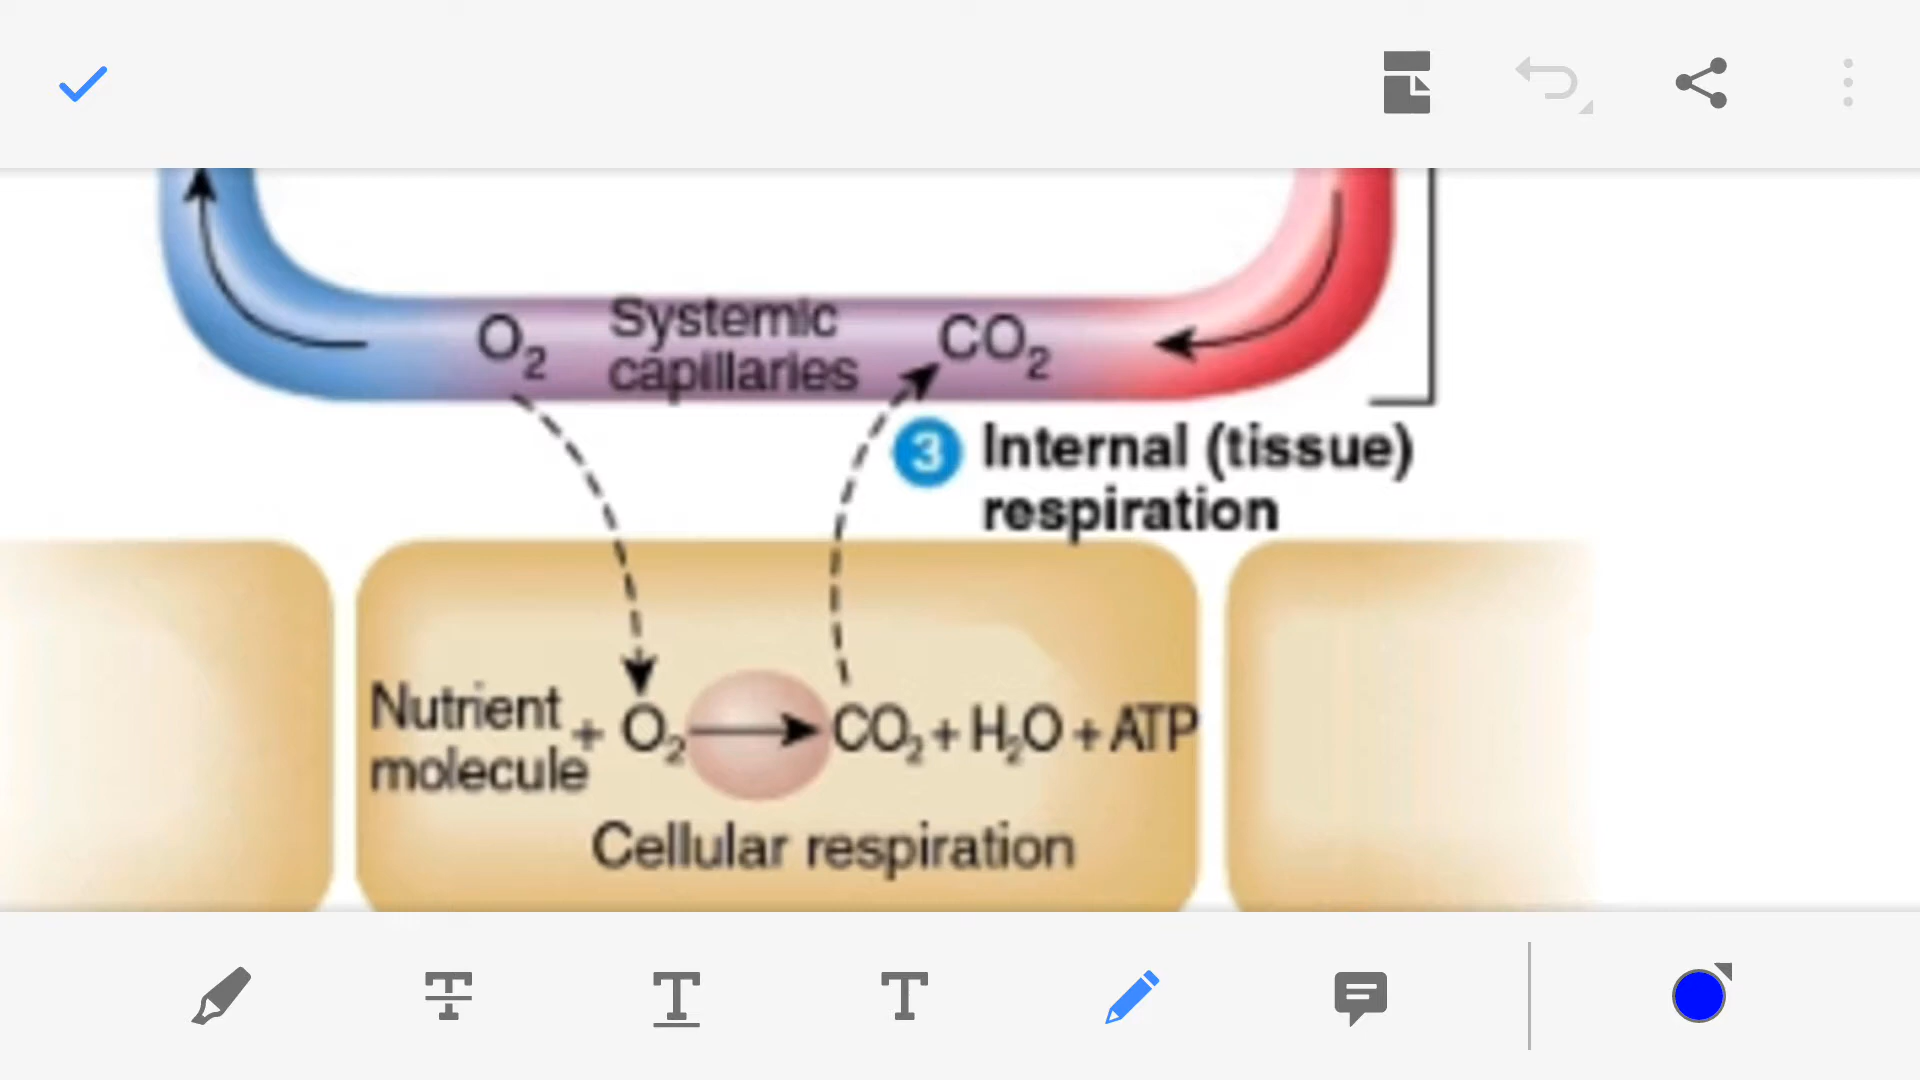 O₂ Systemic capillaries CO₂
3 Internal (tissue)
respiration
Nutrient molecule + O₂ → CO₂ + H₂O + ATP
Cellular respiration